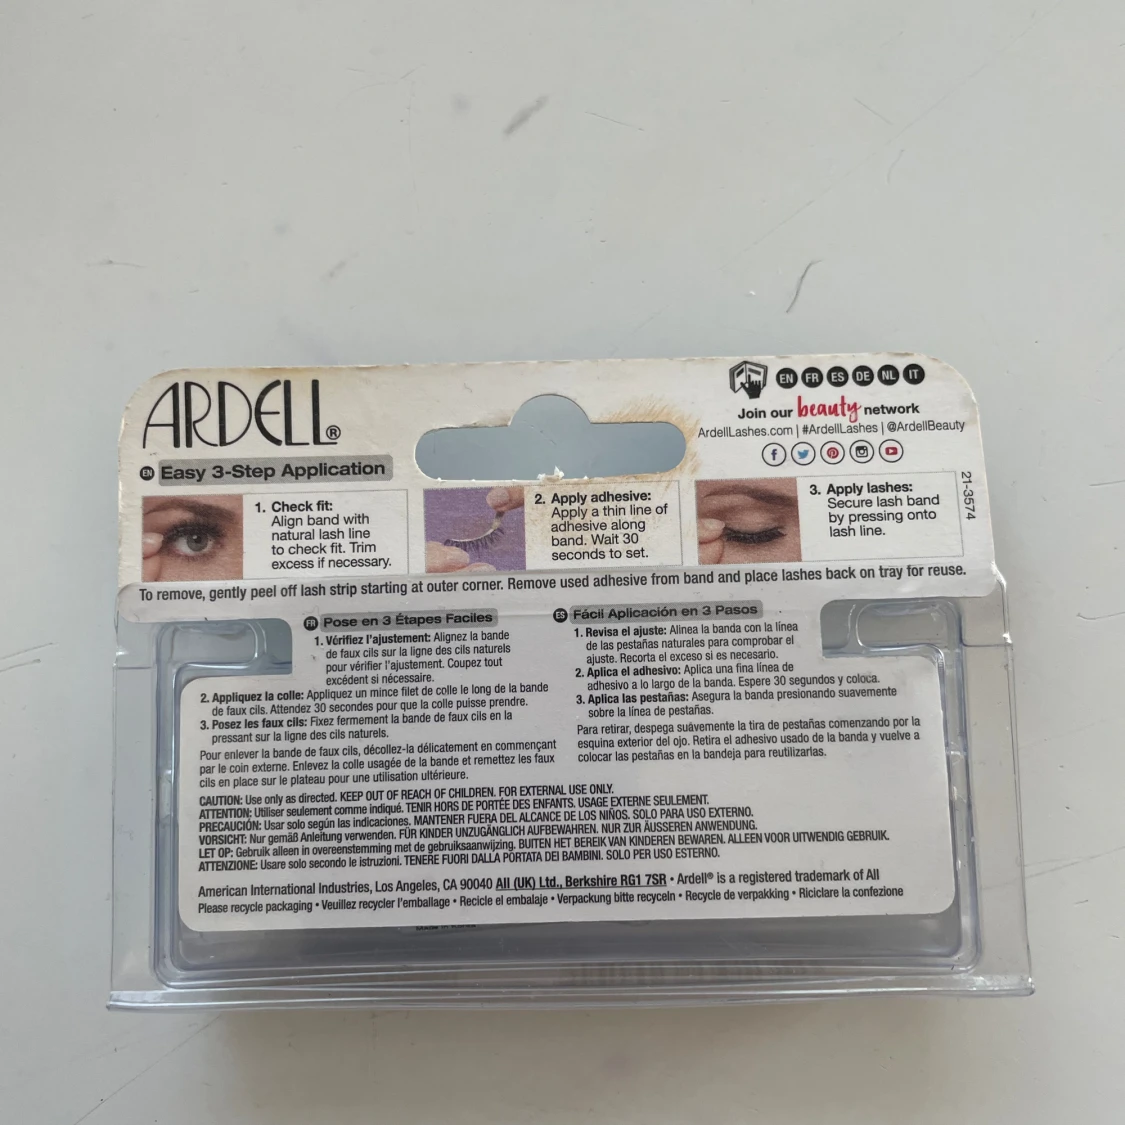 ARDELL®
EN FR ES DE NL IT
Join our beauty network
ArdellLashes.com | #ArdellLashes | @ArdellBeauty
EN Easy 3-Step Application
1. Check fit:
Align band with
natural lash line
to check fit. Trim
excess if necessary.
2. Apply adhesive:
Apply a thin line of
adhesive along
band. Wait 30
seconds to set.
3. Apply lashes:
Secure lash band
by pressing onto
lash line.
21-3574
To remove, gently peel off lash strip starting at outer corner. Remove used adhesive from band and place lashes back on tray for reuse.
FR Pose en 3 Étapes Faciles
1. Vérifiez l'ajustement: Alignez la bande
de faux cils sur la ligne des cils naturels
pour vérifier l'ajustement. Coupez tout
excédent si nécessaire.
2. Appliquez la colle: Appliquez un mince filet de colle le long de la bande
de faux cils. Attendez 30 secondes pour que la colle puisse prendre.
3. Posez les faux cils: Fixez fermement la bande de faux cils en la
pressant sur la ligne des cils naturels.
Pour enlever la bande de faux cils, décollez-la délicatement en commençant
par le coin externe. Enlevez la colle usagée de la bande et remettez les faux
cils en place sur le plateau pour une utilisation ultérieure.
ES Fácil Aplicación en 3 Pasos
1. Revisa el ajuste: Alinea la banda con la línea
de las pestañas naturales para comprobar el
ajuste. Recorta el exceso si es necesario.
2. Aplica el adhesivo: Aplica una fina línea de
adhesivo a lo largo de la banda. Espere 30 segundos y coloca.
3. Aplica las pestañas: Asegura la banda presionando suavemente
sobre la línea de pestañas.
Para retirar, despega suävemente la tira de pestañas comenzando por la
esquina exterior del ojo. Retira el adhesivo usado de la banda y vuelve a
colocar las pestañas en la bandeja para reutilizarlas.
CAUTION: Use only as directed. KEEP OUT OF REACH OF CHILDREN. FOR EXTERNAL USE ONLY.
ATTENTION: Utiliser seulement comme indiqué. TENIR HORS DE PORTÉE DES ENFANTS. USAGE EXTERNE SEULEMENT.
PRECAUCIÓN: Usar solo según las indicaciones. MANTENER FUERA DEL ALCANCE DE LOS NIÑOS. SOLO PARA USO EXTERNO.
VORSICHT: Nur gemäß Anleitung verwenden. FÜR KINDER UNZUGÄNGLICH AUFBEWAHREN. NUR ZUR ÄUSSEREN ANWENDUNG.
LET OP: Gebruik alleen in overeenstemming met de gebruiksaanwijzing. BUITEN HET BEREIK VAN KINDEREN BEWAREN. ALLEEN VOOR UITWENDIG GEBRUIK.
ATTENZIONE: Usare solo secondo le istruzioni. TENERE FUORI DALLA PORTATA DEI BAMBINI. SOLO PER USO ESTERNO.
American International Industries, Los Angeles, CA 90040 AII (UK) Ltd., Berkshire RG1 7SR • Ardell® is a registered trademark of AII
Please recycle packaging • Veuillez recycler l'emballage • Recicle el embalaje • Verpackung bitte recyceln • Recycle de verpakking • Riciclare la confezione